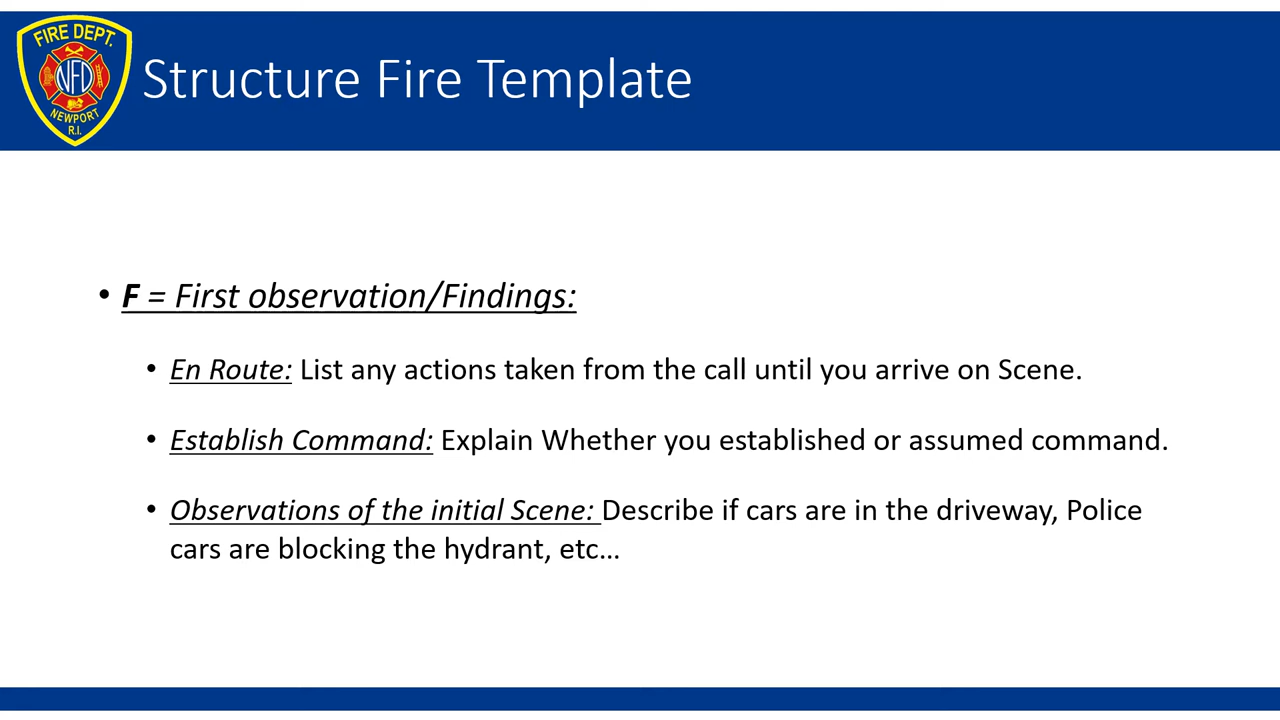 FIRE DEPT.
NFD
NEWPORT
R.I.
Structure Fire Template
• F = First observation/Findings:
• En Route: List any actions taken from the call until you arrive on Scene.
• Establish Command: Explain Whether you established or assumed command.
• Observations of the initial Scene: Describe if cars are in the driveway, Police
cars are blocking the hydrant, etc...